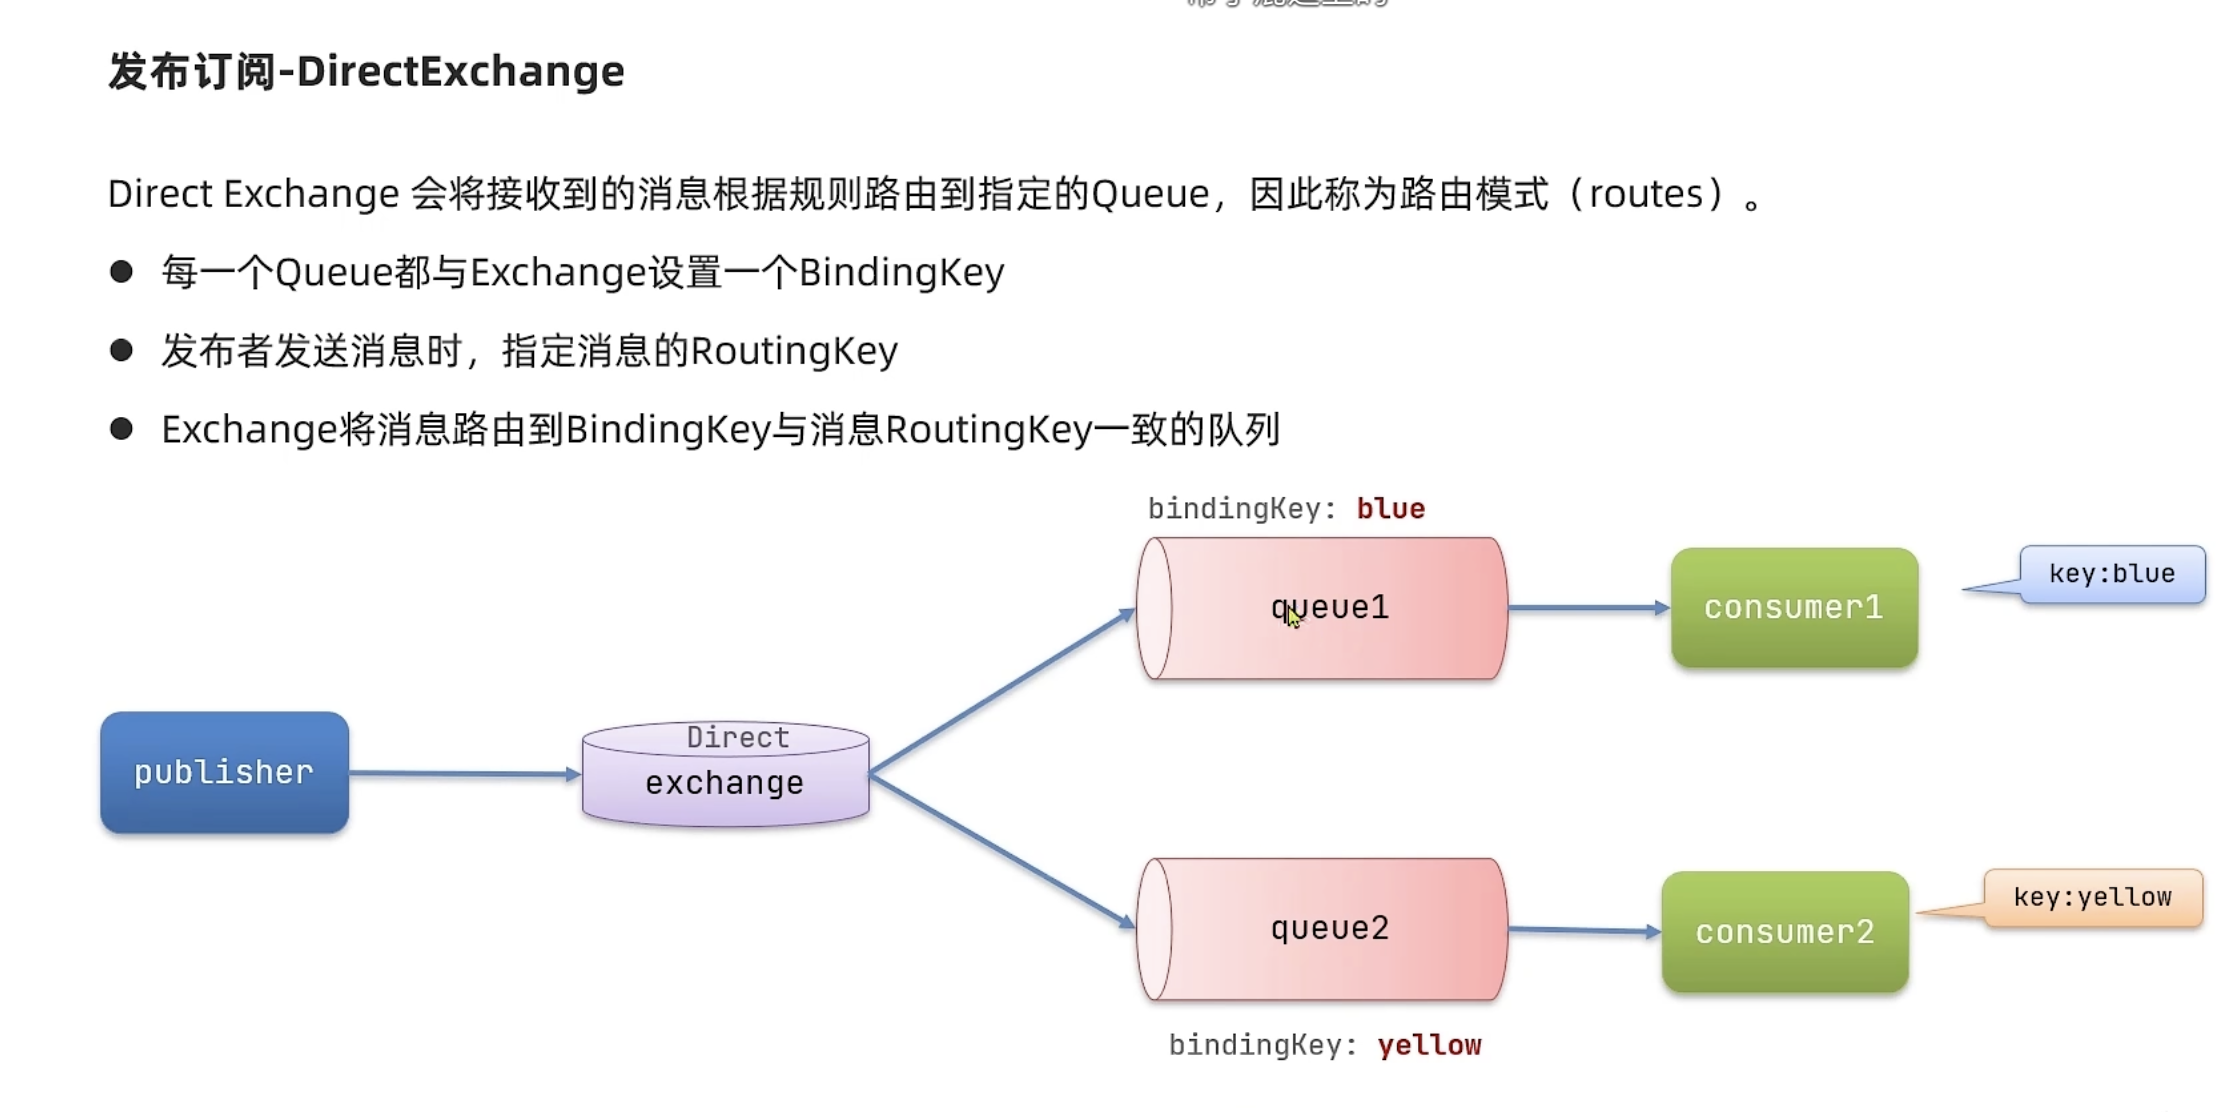 发布订阅-DirectExchange
Direct Exchange 会将接收到的消息根据规则路由到指定的Queue，因此称为路由模式（routes）。
● 每一个Queue都与Exchange设置一个BindingKey
● 发布者发送消息时，指定消息的RoutingKey
● Exchange将消息路由到BindingKey与消息RoutingKey一致的队列
bindingKey: blue
queue1
consumer1
key:blue
publisher
Direct
exchange
queue2
consumer2
key:yellow
bindingKey: yellow